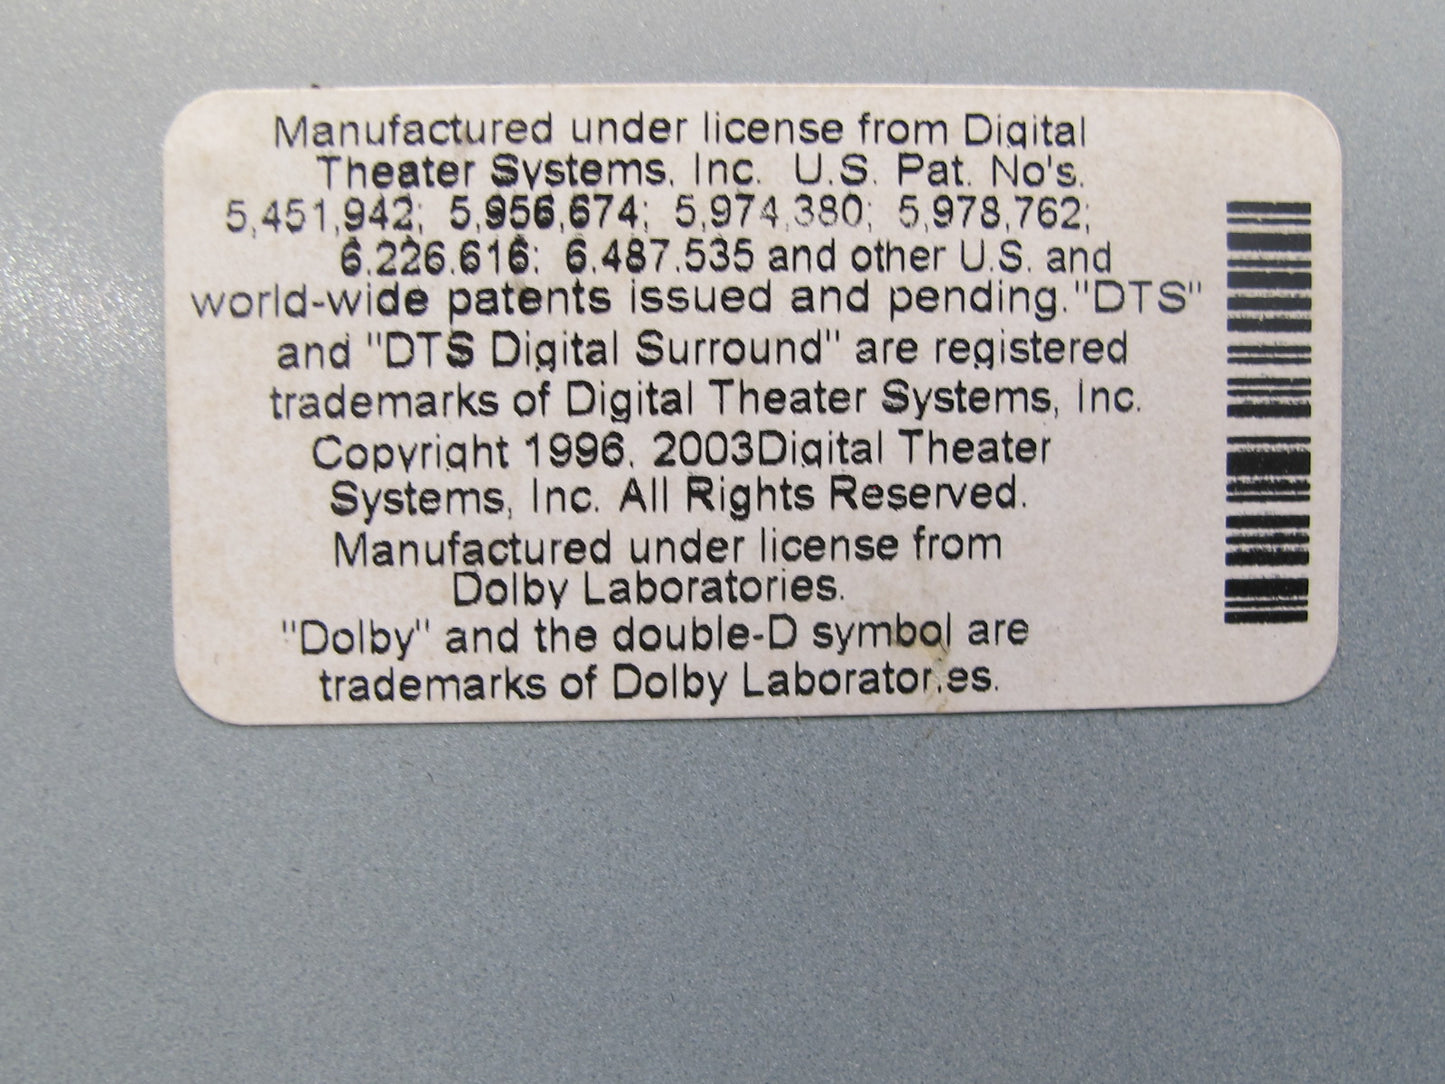 Manufactured under license from Digital
Theater Systems, Inc. U.S. Pat. No's.
5,451,942; 5,956,674; 5,974,380; 5,978,762;
6.226.616; 6.487.535 and other U.S. and
world-wide patents issued and pending."DTS"
and "DTS Digital Surround" are registered
trademarks of Digital Theater Systems, Inc.
Copyright 1996, 2003Digital Theater
Systems, Inc. All Rights Reserved.
Manufactured under license from
Dolby Laboratories.
"Dolby" and the double-D symbol are
trademarks of Dolby Laboratories.